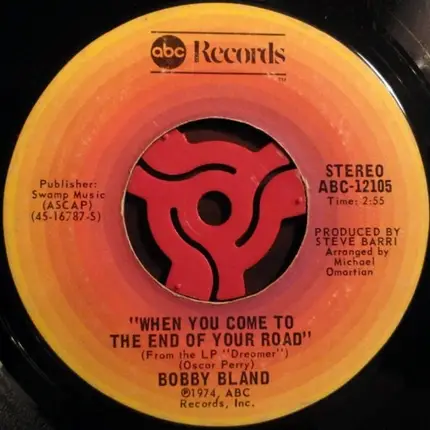 abc Records
TM
Publisher:
Swamp Music
(ASCAP)
(45-16787-S)
STEREO
ABC-12105
Time: 2:55
PRODUCED BY
STEVE BARRI
Arranged by
Michael
Omartian
"WHEN YOU COME TO
THE END OF YOUR ROAD"
(From the LP "Dreamer")
(Oscar Perry)
BOBBY BLAND
℗1974, ABC
Records, Inc.